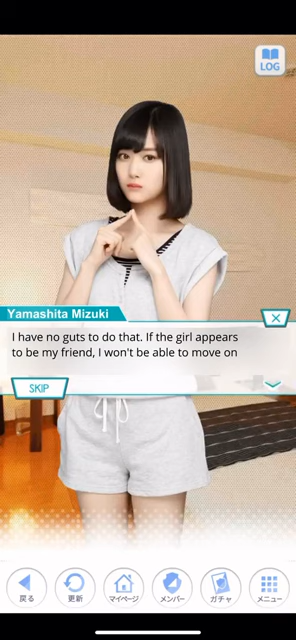 LOG
Yamashita Mizuki
I have no guts to do that. If the girl appears
to be my friend, I won't be able to move on
SKIP
戻る 更新 マイページ メンバー ガチャ メニュー